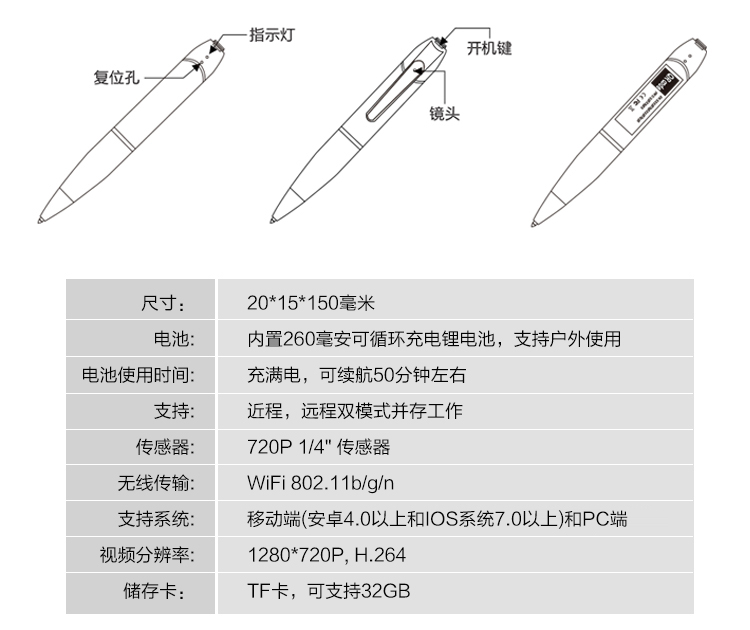 指示灯
复位孔
开机键
镜头
QR code
尺寸： 20*15*150毫米
电池: 内置260毫安可循环充电锂电池，支持户外使用
电池使用时间: 充满电，可续航50分钟左右
支持: 近程，远程双模式并存工作
传感器: 720P 1/4" 传感器
无线传输: WiFi 802.11b/g/n
支持系统: 移动端(安卓4.0以上和IOS系统7.0以上)和PC端
视频分辨率: 1280*720P, H.264
储存卡： TF卡，可支持32GB